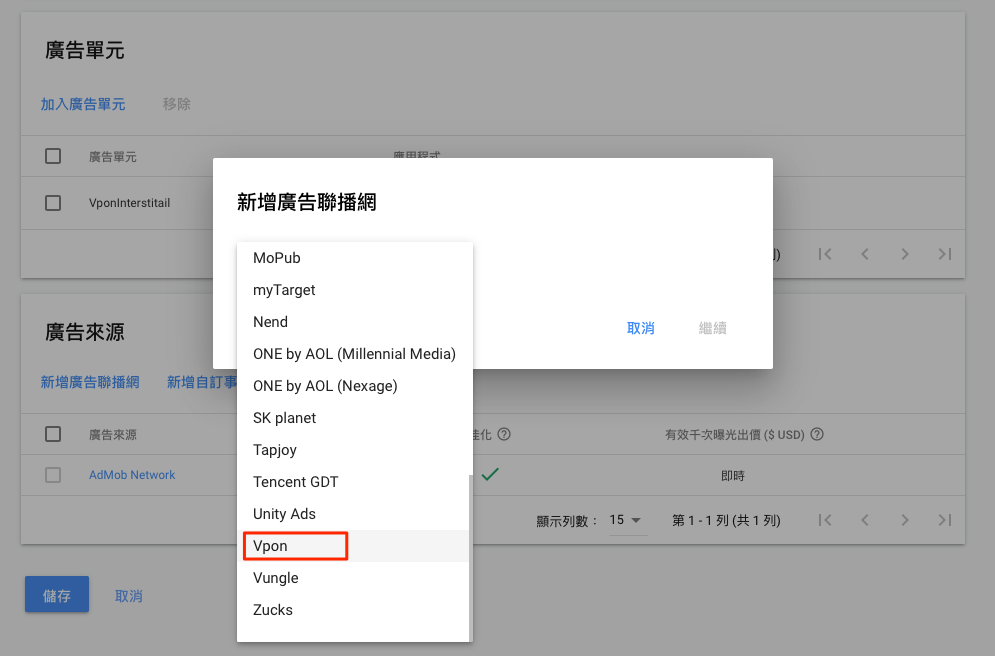 廣告單元
加入廣告單元 移除
廣告單元 應用程式
VponInterstitail
新增廣告聯播網
MoPub
myTarget
Nend
ONE by AOL (Millennial Media)
ONE by AOL (Nexage)
SK planet
Tapjoy
Tencent GDT
Unity Ads
Vpon
Vungle
Zucks
取消 繼續
廣告來源
新增廣告聯播網 新增自訂事
廣告來源 佳化 有效千次曝光出價 ($ USD)
AdMob Network 即時
顯示列數： 15 第 1 - 1 列 (共 1 列)
儲存 取消